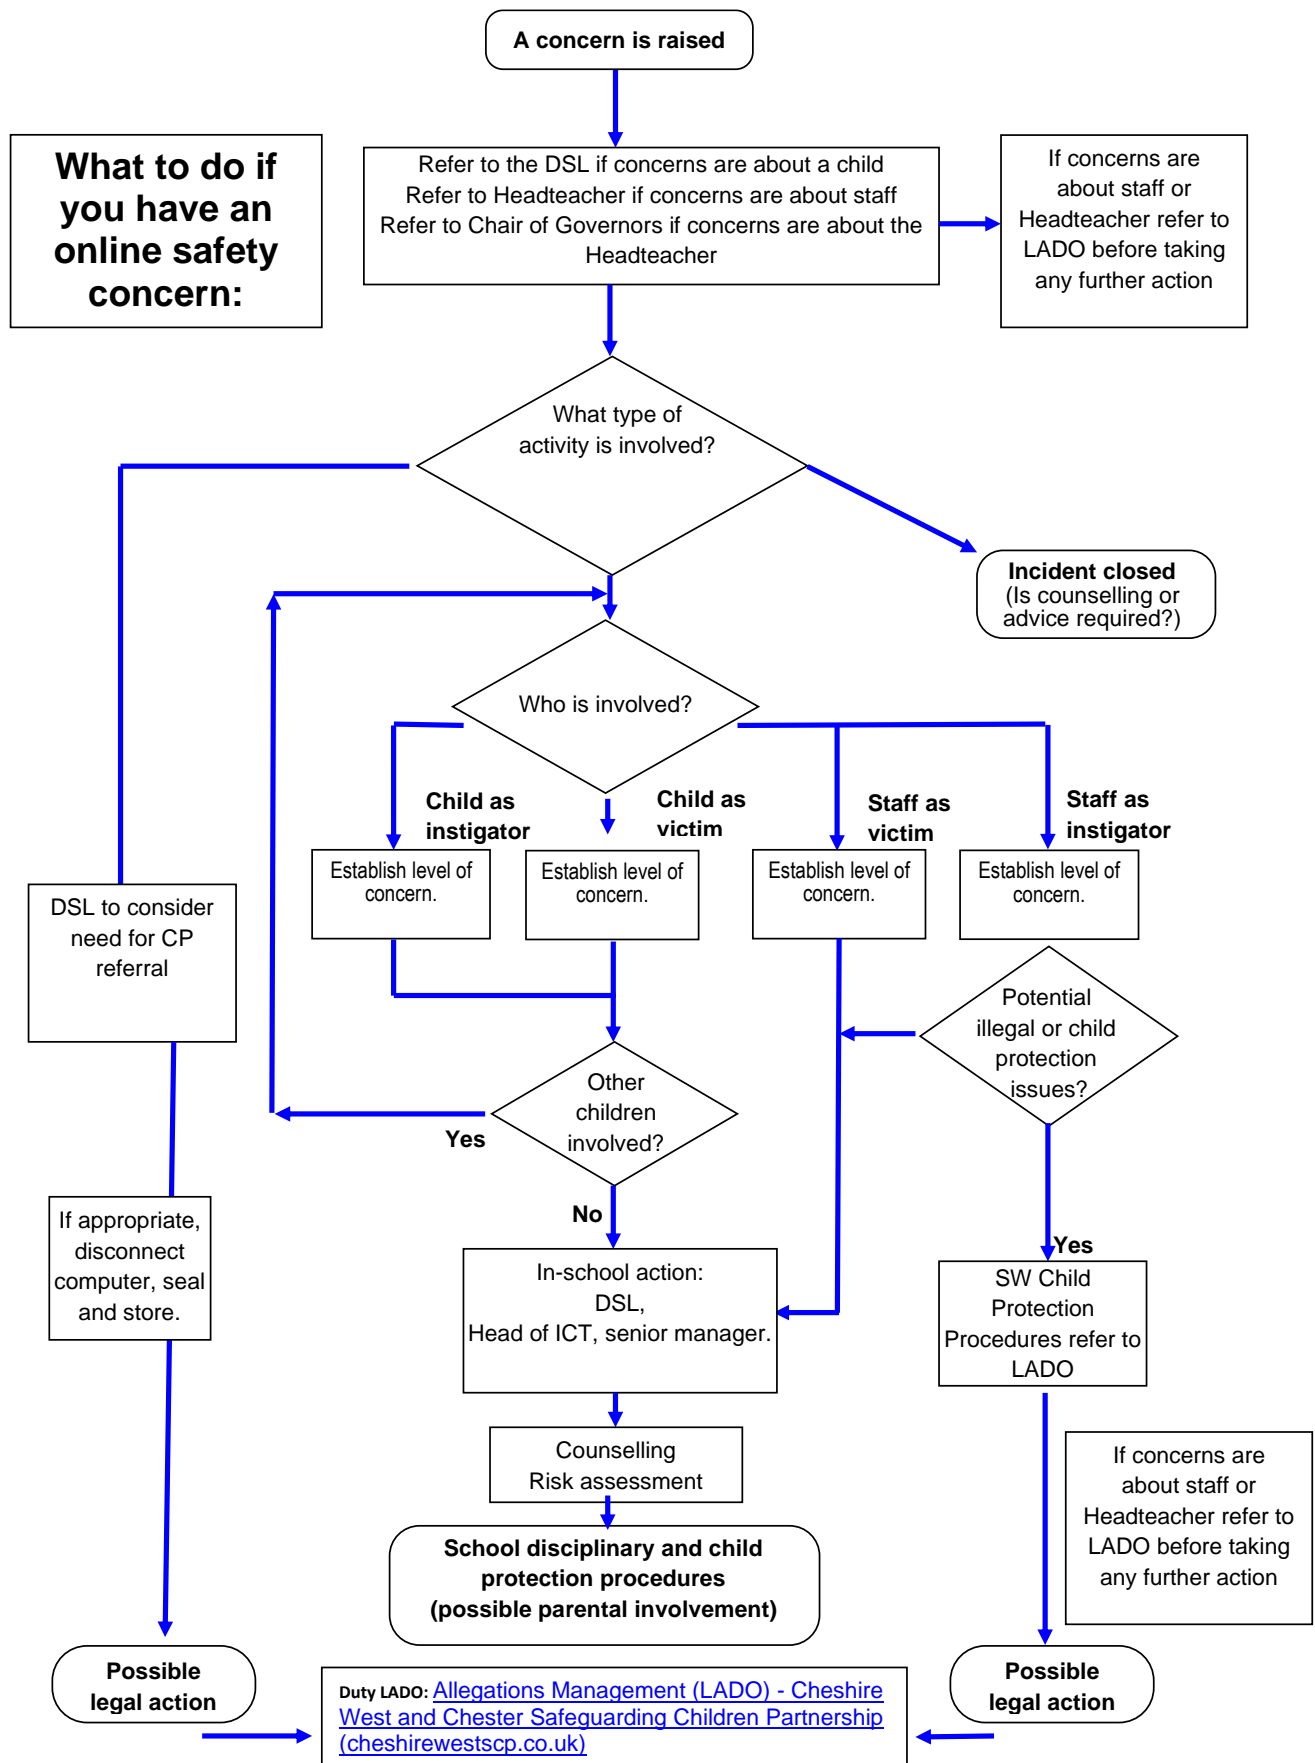 A concern is raised
What to do if
you have an
online safety
concern:
Refer to the DSL if concerns are about a child
Refer to Headteacher if concerns are about staff
Refer to Chair of Governors if concerns are about the
Headteacher
If concerns are
about staff or
Headteacher refer to
LADO before taking
any further action
What type of
activity is involved?
Incident closed
(Is counselling or
advice required?)
Who is involved?
Child as
instigator
Child as
victim
Staff as
victim
Staff as
instigator
Establish level of
concern.
Establish level of
concern.
Establish level of
concern.
Establish level of
concern.
DSL to consider
need for CP
referral
Potential
illegal or child
protection
issues?
Other
children
involved?
Yes
No
If appropriate,
disconnect
computer, seal
and store.
Yes
In-school action:
DSL,
Head of ICT, senior manager.
SW Child
Protection
Procedures refer to
LADO
Counselling
Risk assessment
If concerns are
about staff or
Headteacher refer to
LADO before taking
any further action
School disciplinary and child
protection procedures
(possible parental involvement)
Possible
legal action
Possible
legal action
Duty LADO: Allegations Management (LADO) - Cheshire
West and Chester Safeguarding Children Partnership
(cheshirewestscp.co.uk)